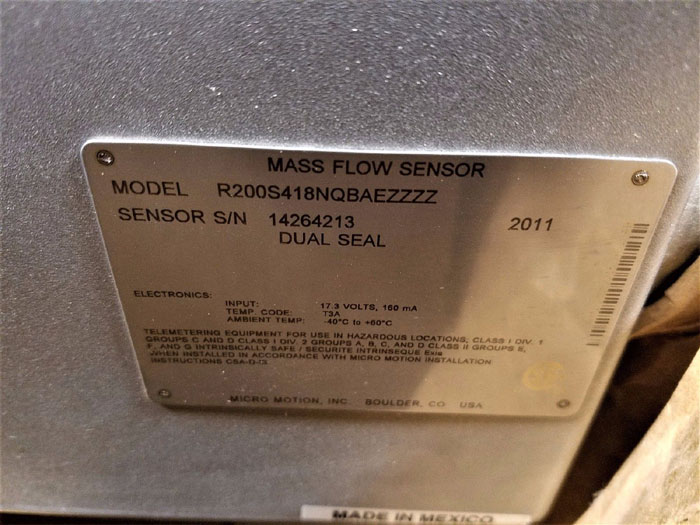 MASS FLOW SENSOR
MODEL R200S418NQBAEZZZZ
SENSOR S/N 14264213 2011
DUAL SEAL
ELECTRONICS:
INPUT: 17.3 VOLTS, 160 mA
TEMP. CODE: T3A
AMBIENT TEMP: -40°C to +60°C
TELEMETERING EQUIPMENT FOR USE IN HAZARDOUS LOCATIONS, CLASS I DIV. 1
GROUPS C AND D CLASS I DIV. 2 GROUPS A, B, C, AND D CLASS II GROUPS E,
F, AND G INTRINSICALLY SAFE / SECURITE INTRINSEQUE Exia
WHEN INSTALLED IN ACCORDANCE WITH MICRO MOTION INSTALLATION
INSTRUCTIONS CSA-D-IS
MICRO MOTION, INC. BOULDER, CO USA
MADE IN MEXICO